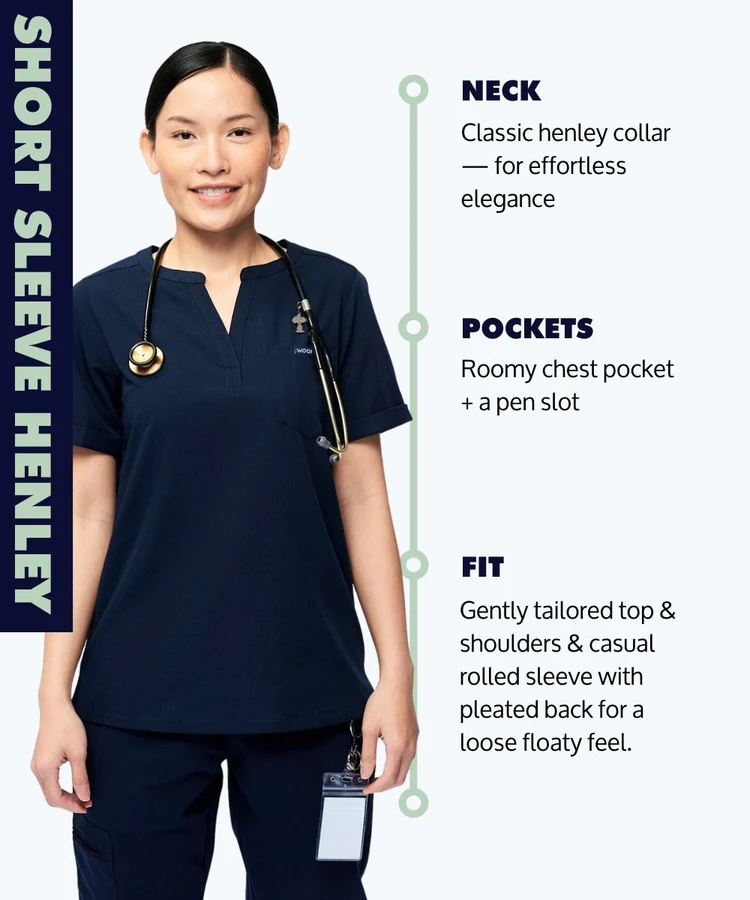 SHORT SLEEVE HENLEY
NECK
Classic henley collar
— for effortless
elegance
POCKETS
Roomy chest pocket
+ a pen slot
FIT
Gently tailored top &
shoulders & casual
rolled sleeve with
pleated back for a
loose floaty feel.